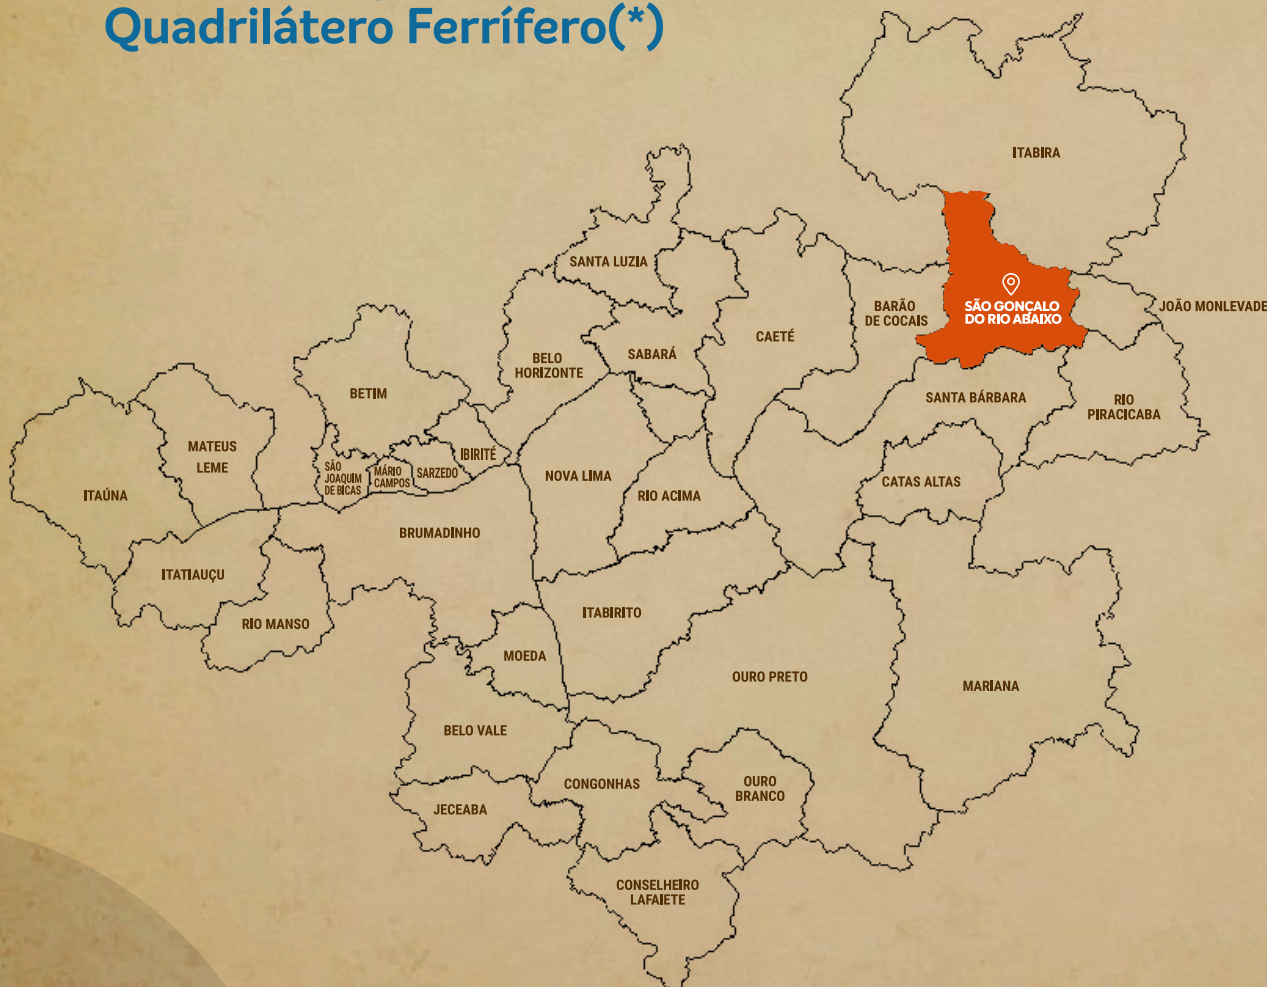 Quadrilátero Ferrífero(*)
ITABIRA
SANTA LUZIA
SÃO GONÇALO
DO RIO ABAIXO
JOÃO MONLEVADE
BARÃO
DE COCAIS
CAETÉ
SABARÁ
BELO
HORIZONTE
BETIM
SANTA BÁRBARA
RIO
PIRACICABA
MATEUS
LEME
IBIRITÉ
SÃO
JOAQUIM
DE BICAS
MÁRIO
CAMPOS
SARZEDO
NOVA LIMA
CATAS ALTAS
ITAÚNA
RIO ACIMA
BRUMADINHO
ITATIAUÇU
ITABIRITO
RIO MANSO
MOEDA
OURO PRETO
MARIANA
BELO VALE
CONGONHAS
OURO
BRANCO
JECEABA
CONSELHEIRO
LAFAIETE